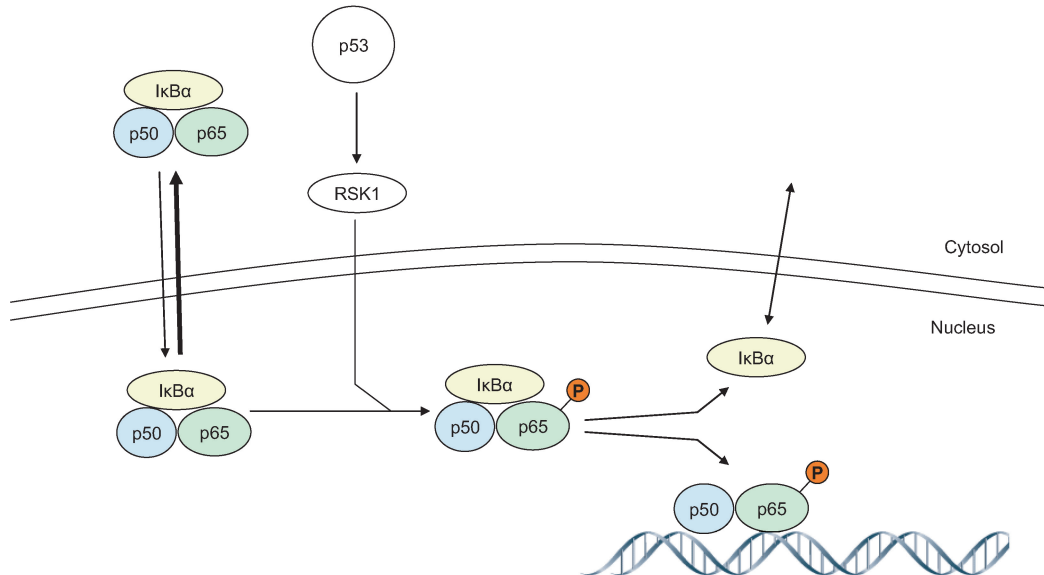 p53
IκBα
p50
p65
RSK1
Cytosol
Nucleus
IκBα
IκBα
p50
p65
IκBα
P
p50
p65
P
p50
p65